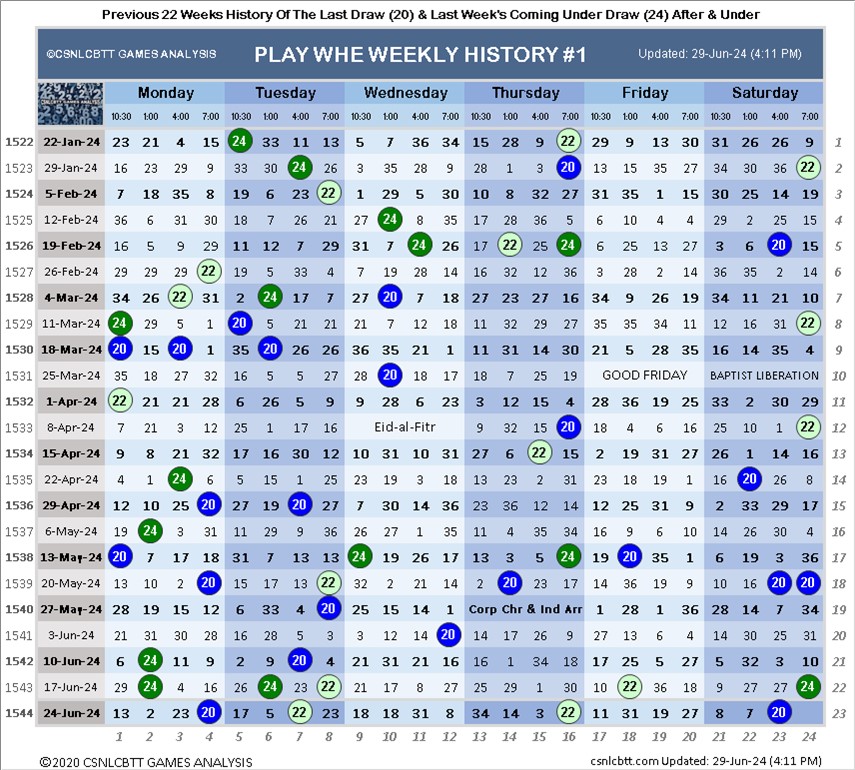 Previous 22 Weeks History Of The Last Draw (20) & Last Week's Coming Under Draw (24) After & Under
©CSNLCBTT GAMES ANALYSIS PLAY WHE WEEKLY HISTORY #1 Updated: 29-Jun-24 (4:11 PM)
Monday Tuesday Wednesday Thursday Friday Saturday
CSNLCBTT GAMES ANALYSIS 10:30 1:00 4:00 7:00 10:30 1:00 4:00 7:00 10:30 1:00 4:00 7:00 10:30 1:00 4:00 7:00 10:30 1:00 4:00 7:00 10:30 1:00 4:00 7:00
1522 22-Jan-24 23 21 4 15 24 33 11 13 5 7 36 34 15 28 9 22 29 9 13 30 31 26 26 9 1
1523 29-Jan-24 16 23 29 9 33 30 24 26 3 35 28 9 28 1 3 20 13 15 35 27 34 30 36 22 2
1524 5-Feb-24 7 18 35 8 19 6 23 22 1 29 5 30 10 8 32 27 31 35 1 15 30 25 14 19 3
1525 12-Feb-24 36 6 31 30 18 7 26 21 27 24 8 35 17 28 36 5 6 10 4 4 29 2 25 15 4
1526 19-Feb-24 16 5 9 29 11 12 7 29 31 7 24 26 17 22 25 24 6 25 13 27 3 6 20 15 5
1527 26-Feb-24 29 29 29 22 19 5 33 4 7 19 28 14 16 32 12 36 3 28 2 14 36 35 2 14 6
1528 4-Mar-24 34 26 22 31 2 24 17 7 27 20 7 18 27 23 27 16 34 9 26 19 34 11 21 10 7
1529 11-Mar-24 24 29 5 1 20 5 21 21 21 7 12 18 11 32 29 27 35 35 34 11 12 16 31 22 8
1530 18-Mar-24 20 15 20 1 35 20 26 26 36 35 21 1 11 31 14 30 21 5 28 35 16 14 35 4 9
1531 25-Mar-24 35 18 27 32 16 5 5 27 28 20 18 17 18 7 25 19 GOOD FRIDAY BAPTIST LIBERATION 10
1532 1-Apr-24 22 21 21 28 6 26 5 9 9 28 6 23 3 12 15 4 28 36 19 25 33 2 30 29 11
1533 8-Apr-24 7 21 3 12 25 1 17 16 Eid-al-Fitr 9 32 15 20 18 4 6 16 25 10 1 22 12
1534 15-Apr-24 9 8 21 32 17 16 30 12 10 34 10 33 27 6 22 15 2 19 31 27 26 1 14 16 13
1535 22-Apr-24 4 3 24 6 5 15 1 25 23 19 3 18 13 23 2 31 34 21 29 19 16 20 26 8 14
1536 29-Apr-24 12 10 25 20 27 19 20 27 7 30 14 36 23 36 12 14 12 25 31 9 2 33 29 17 15
1537 6-May-24 19 24 3 31 11 29 9 36 26 27 1 35 11 4 35 34 16 9 6 10 14 8 4 4 16
1538 13-May-24 20 7 17 18 31 7 13 13 24 19 26 17 13 3 5 24 18 20 35 1 6 19 3 36 17
1539 20-May-24 13 10 2 20 15 17 13 22 32 2 21 14 2 20 23 17 14 36 19 9 10 16 20 20 18
1540 27-May-24 28 19 15 12 6 33 4 20 25 15 14 1 Corp Chr & Ind Arr 1 28 1 36 28 14 7 34 19
1541 3-Jun-24 21 31 30 28 16 28 5 3 3 12 14 20 14 17 26 9 27 13 6 4 14 30 25 31 20
1542 10-Jun-24 6 24 11 9 2 9 20 4 21 31 21 16 16 1 34 18 17 25 5 27 5 32 3 10 21
1543 17-Jun-24 29 24 4 16 26 24 23 22 21 17 8 27 25 29 1 30 10 22 36 18 9 27 27 24 22
1544 24-Jun-24 13 2 23 20 17 5 22 23 18 18 31 8 34 14 3 22 11 31 19 27 8 7 20 23
1 2 3 4 5 6 7 8 9 10 11 12 13 14 15 16 17 18 19 20 21 22 23 24
©2020 CSNLCBTT GAMES ANALYSIS csnlcbtt.com Updated: 29-Jun-24 (4:11 PM)